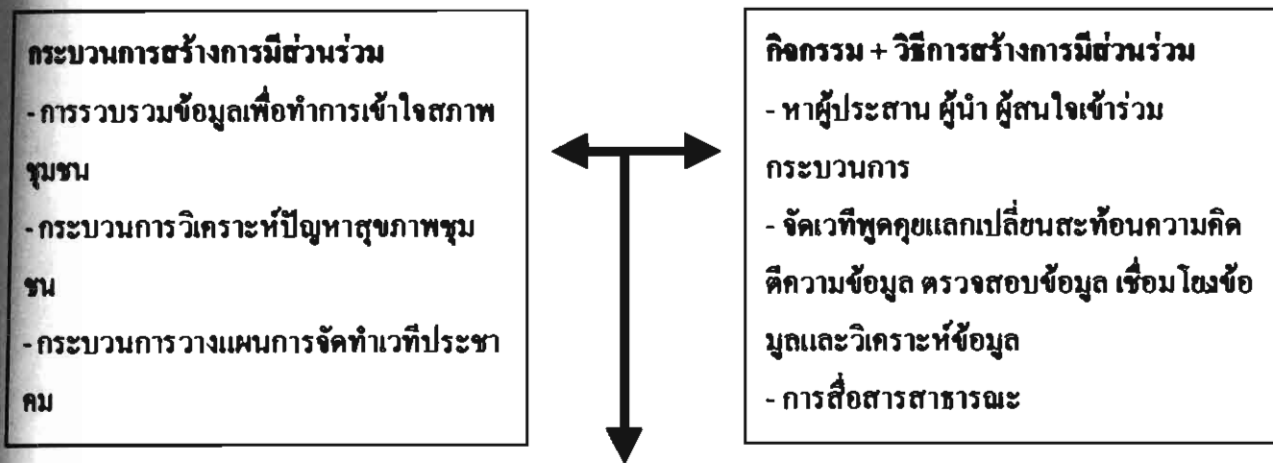 กระบวนการสร้างการมีส่วนร่วม
- การรวบรวมข้อมูลเพื่อทำการเข้าใจสภาพ
ชุมชน
- กระบวนการวิเคราะห์ปัญหาสุขภาพชุม
ชน
- กระบวนการวางแผนการจัดทำเวทีประชา
คม
กิจกรรม + วิธีการสร้างการมีส่วนร่วม
- หาผู้ประสาน ผู้นำ ผู้สนใจเข้าร่วม
กระบวนการ
- จัดเวทีพูดคุยแลกเปลี่ยนสะท้อนความคิด
ตีความข้อมูล ตรวจสอบข้อมูล เชื่อมโยงข้อ
มูลและวิเคราะห์ข้อมูล
- การสื่อสารสาธารณะ